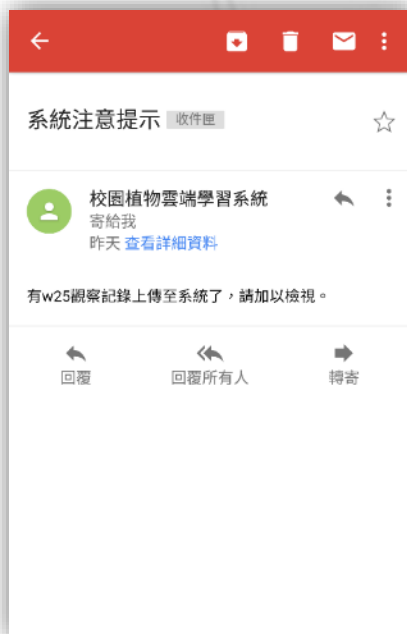 系統注意提示 收件匣
校園植物雲端學習系統
寄給我
昨天 查看詳細資料
有w25觀察記錄上傳至系統了，請加以檢視。
回覆 回覆所有人 轉寄